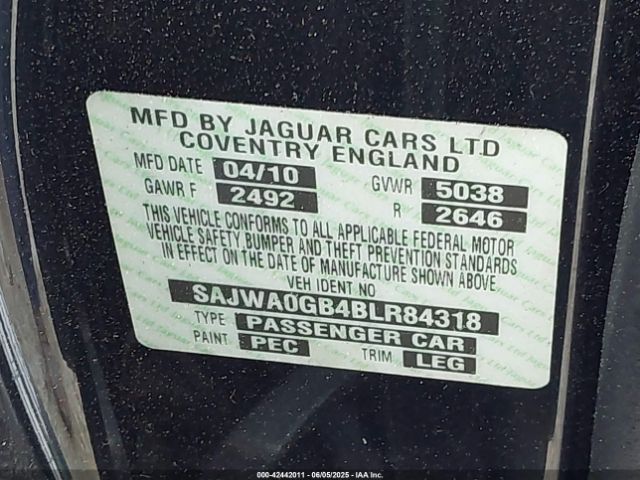 MFD BY JAGUAR CARS LTD
COVENTRY ENGLAND
MFD DATE 04/10 GVWR 5038
GAWR F 2492 R 2646
THIS VEHICLE CONFORMS TO ALL APPLICABLE FEDERAL MOTOR
VEHICLE SAFETY BUMPER AND THEFT PREVENTION STANDARDS
IN EFFECT ON THE DATE OF MANUFACTURE SHOWN ABOVE
VEH IDENT NO
SAJWA0GB4BLR84318
TYPE PASSENGER CAR
PAINT PEC TRIM LEG
000-42442011 - 06/05/2025 - IAAI Inc.